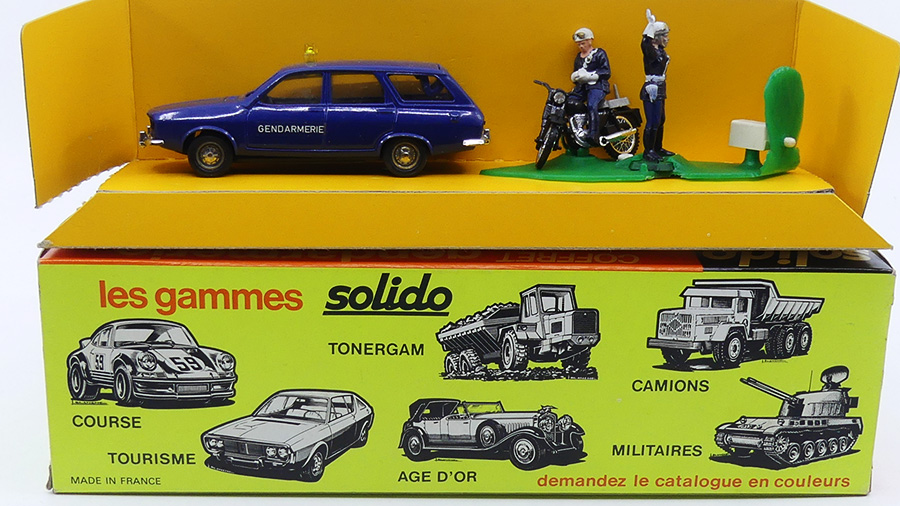 GENDARMERIE
COFFRET
solido
les gammes solido
59
TONERGAM
CAMIONS
COURSE
TOURISME
AGE D'OR
MILITAIRES
MADE IN FRANCE
demandez le catalogue en couleurs